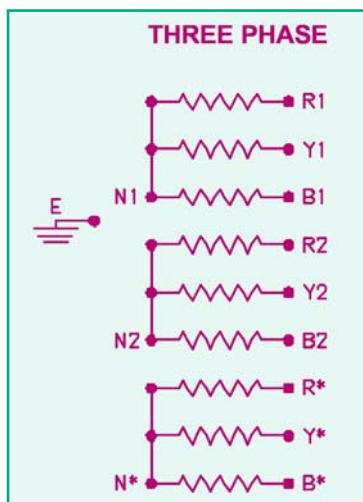 THREE PHASE
R1
Y1
N1 B1
E
R2
Y2
N2 B2
R*
Y*
N* B*